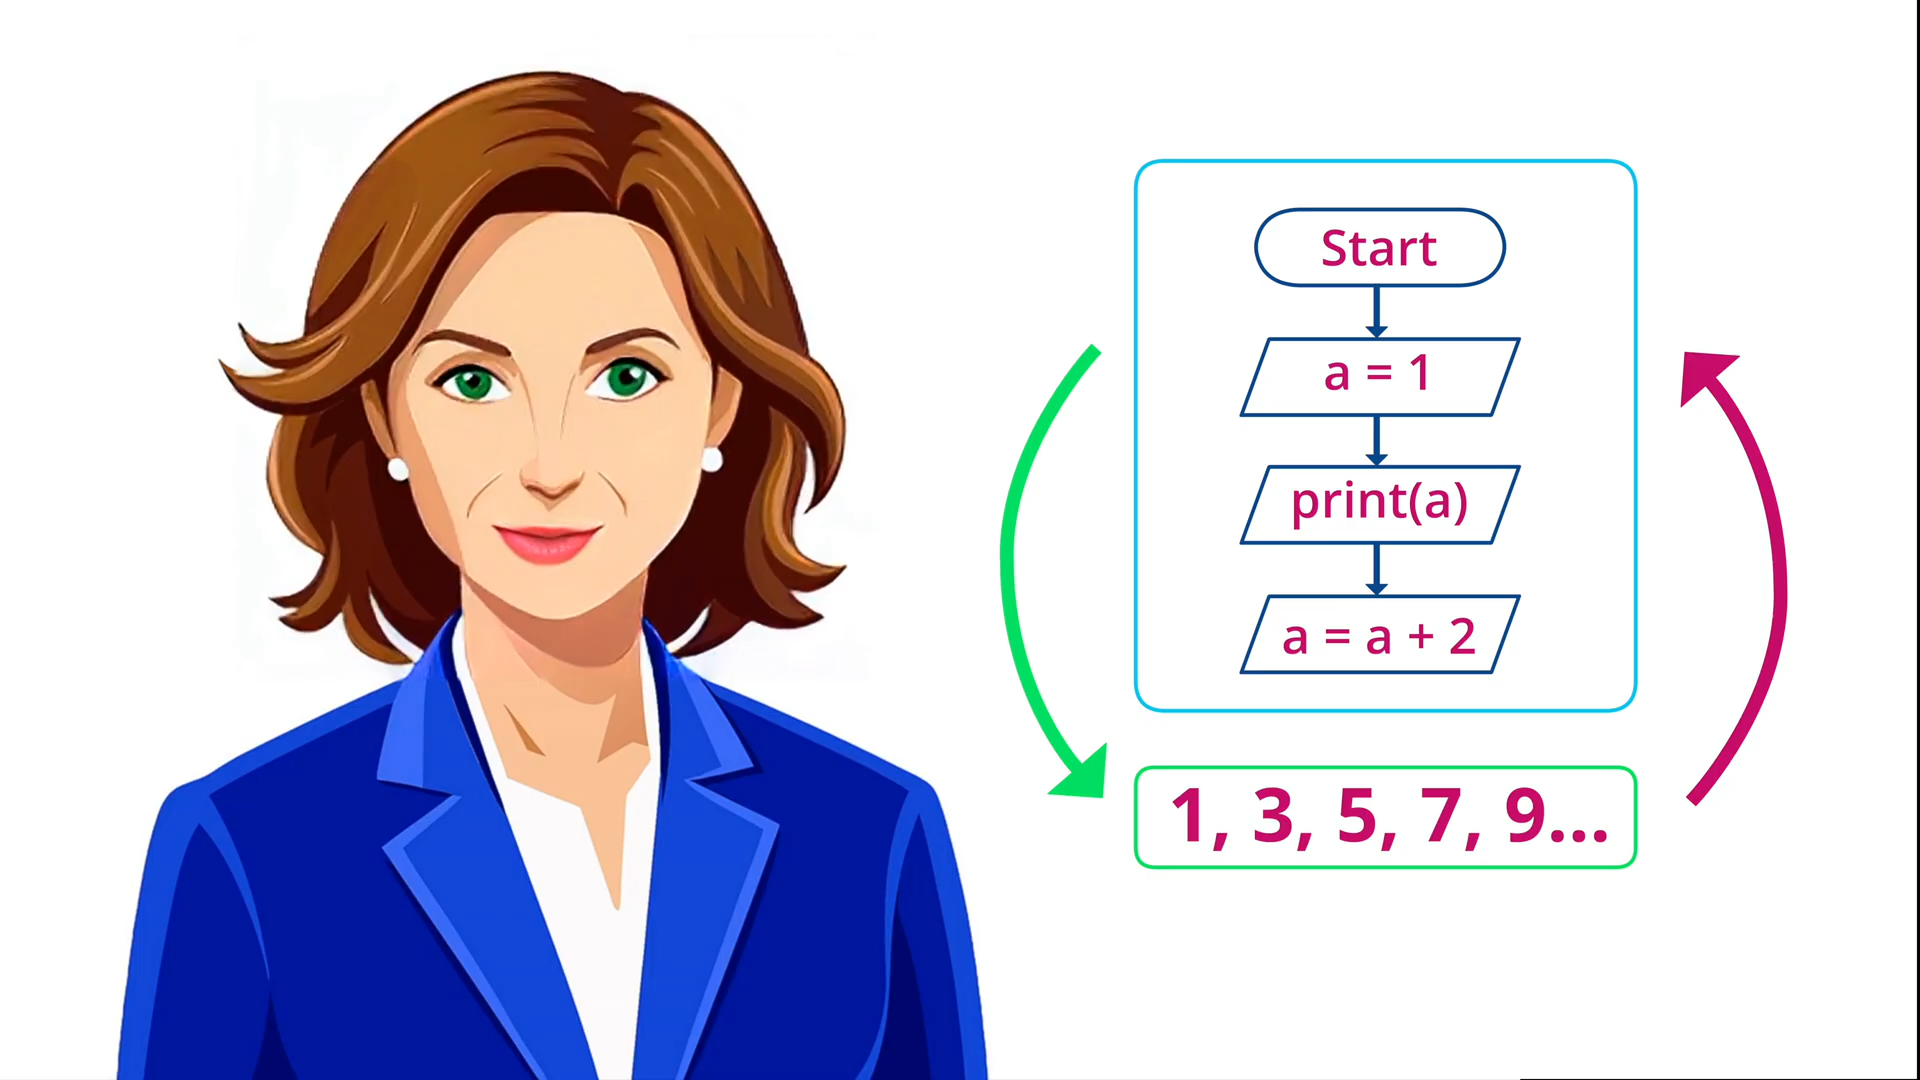 Start
a = 1
print(a)
a = a + 2
1, 3, 5, 7, 9...